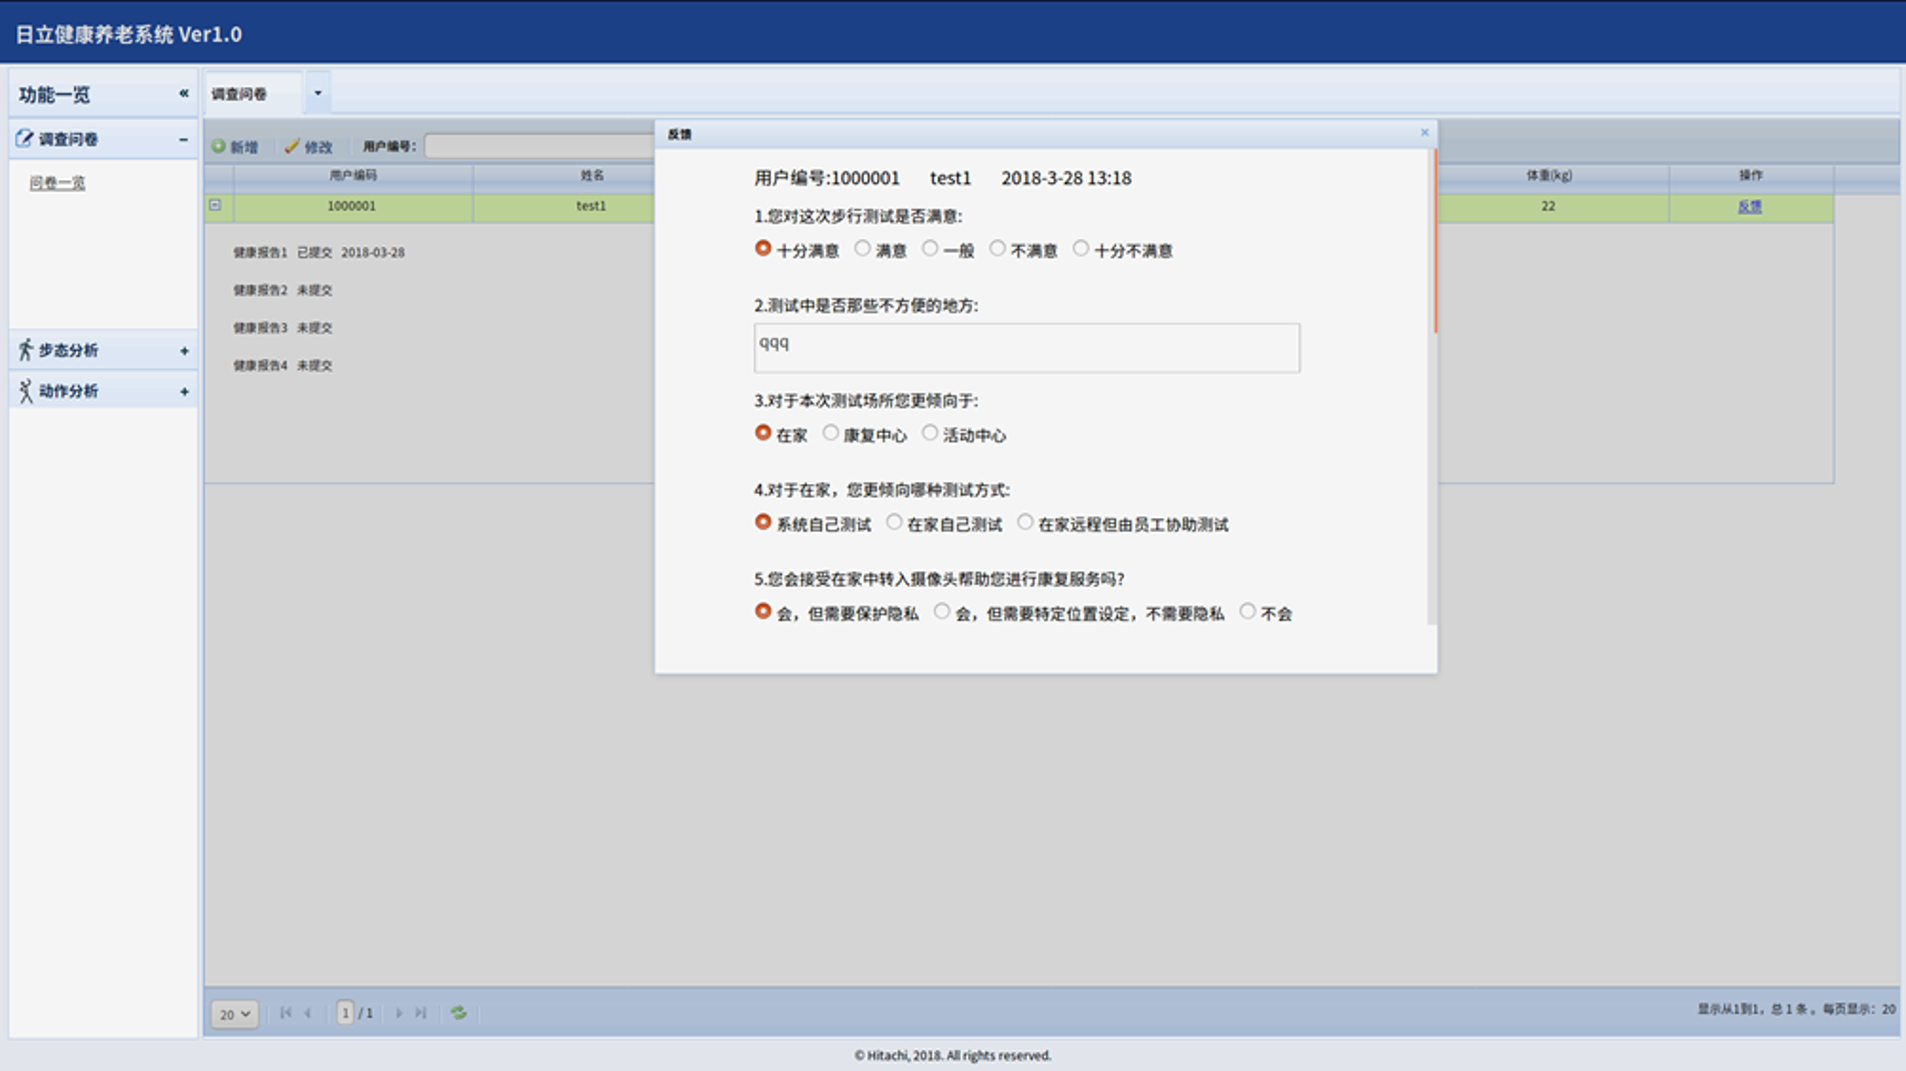 日立健康养老系统 Ver1.0
功能一览 «
调查问卷
调查问卷 −
问卷一览
步态分析 +
动作分析 +
新增 修改 用户编号：
用户编码 姓名 体重(kg) 操作
1000001 test1 22 反馈
健康报告1 已提交 2018-03-28
健康报告2 未提交
健康报告3 未提交
健康报告4 未提交
反馈 ×
用户编号:1000001 test1 2018-3-28 13:18
1.您对这次步行测试是否满意:
十分满意 满意 一般 不满意 十分不满意
2.测试中是否那些不方便的地方:
qqq
3.对于本次测试场所您更倾向于:
在家 康复中心 活动中心
4.对于在家，您更倾向哪种测试方式:
系统自己测试 在家自己测试 在家远程但由员工协助测试
5.您会接受在家中转入摄像头帮助您进行康复服务吗?
会，但需要保护隐私 会，但需要特定位置设定，不需要隐私 不会
20 1 / 1 显示从1到1，总 1 条 。每页显示：20
© Hitachi, 2018. All rights reserved.